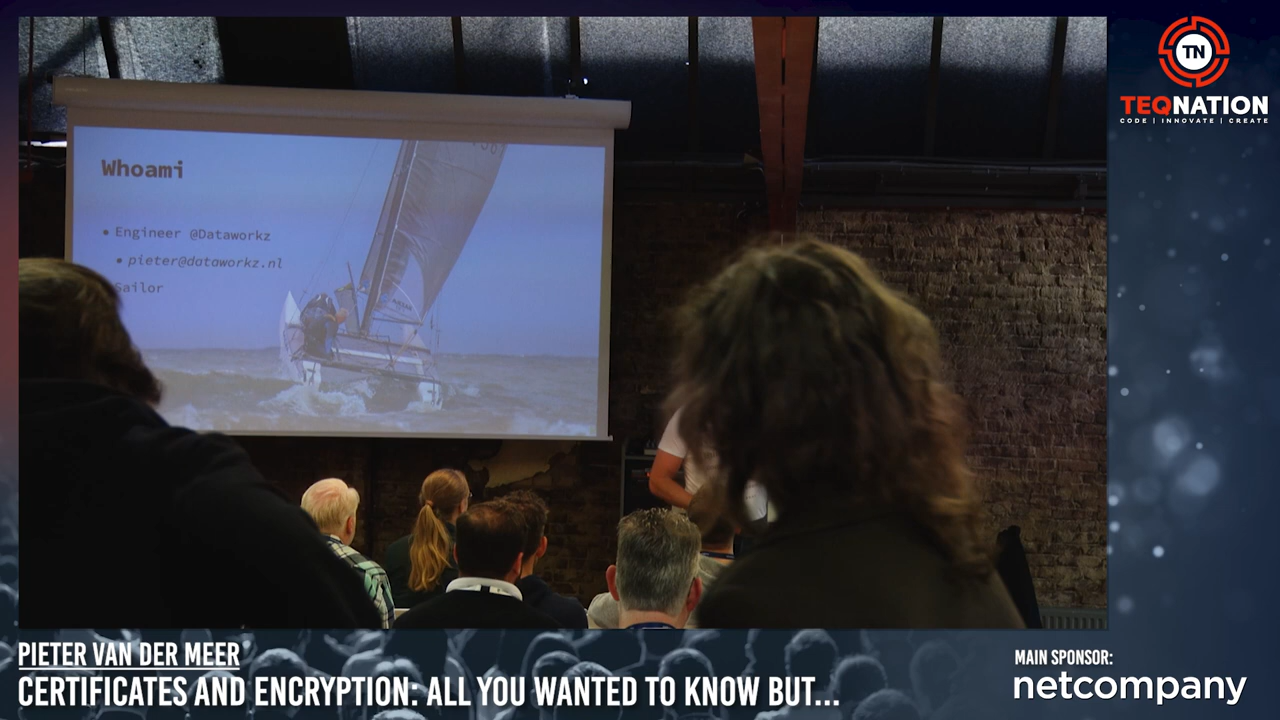 TN
TEQNATION
CODE | INNOVATE | CREATE
Whoami
• Engineer @Dataworkz
• pieter@dataworkz.nl
Sailor
PIETER VAN DER MEER
CERTIFICATES AND ENCRYPTION: ALL YOU WANTED TO KNOW BUT...
MAIN SPONSOR:
netcompany